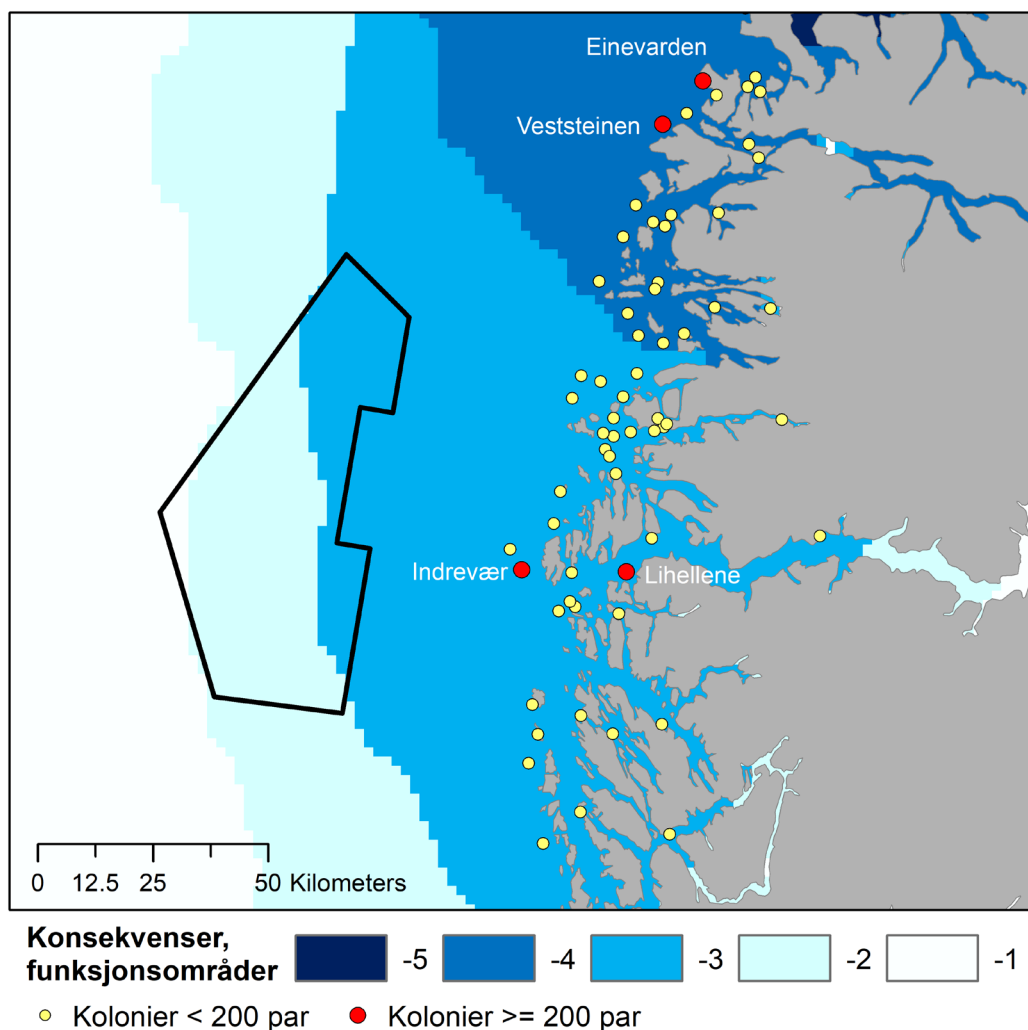 Einevarden
Veststeinen
Indrevær
Lihellene
0 12.5 25 50 Kilometers
Konsekvenser,
funksjonsområder -5 -4 -3 -2 -1
Kolonier < 200 par Kolonier >= 200 par